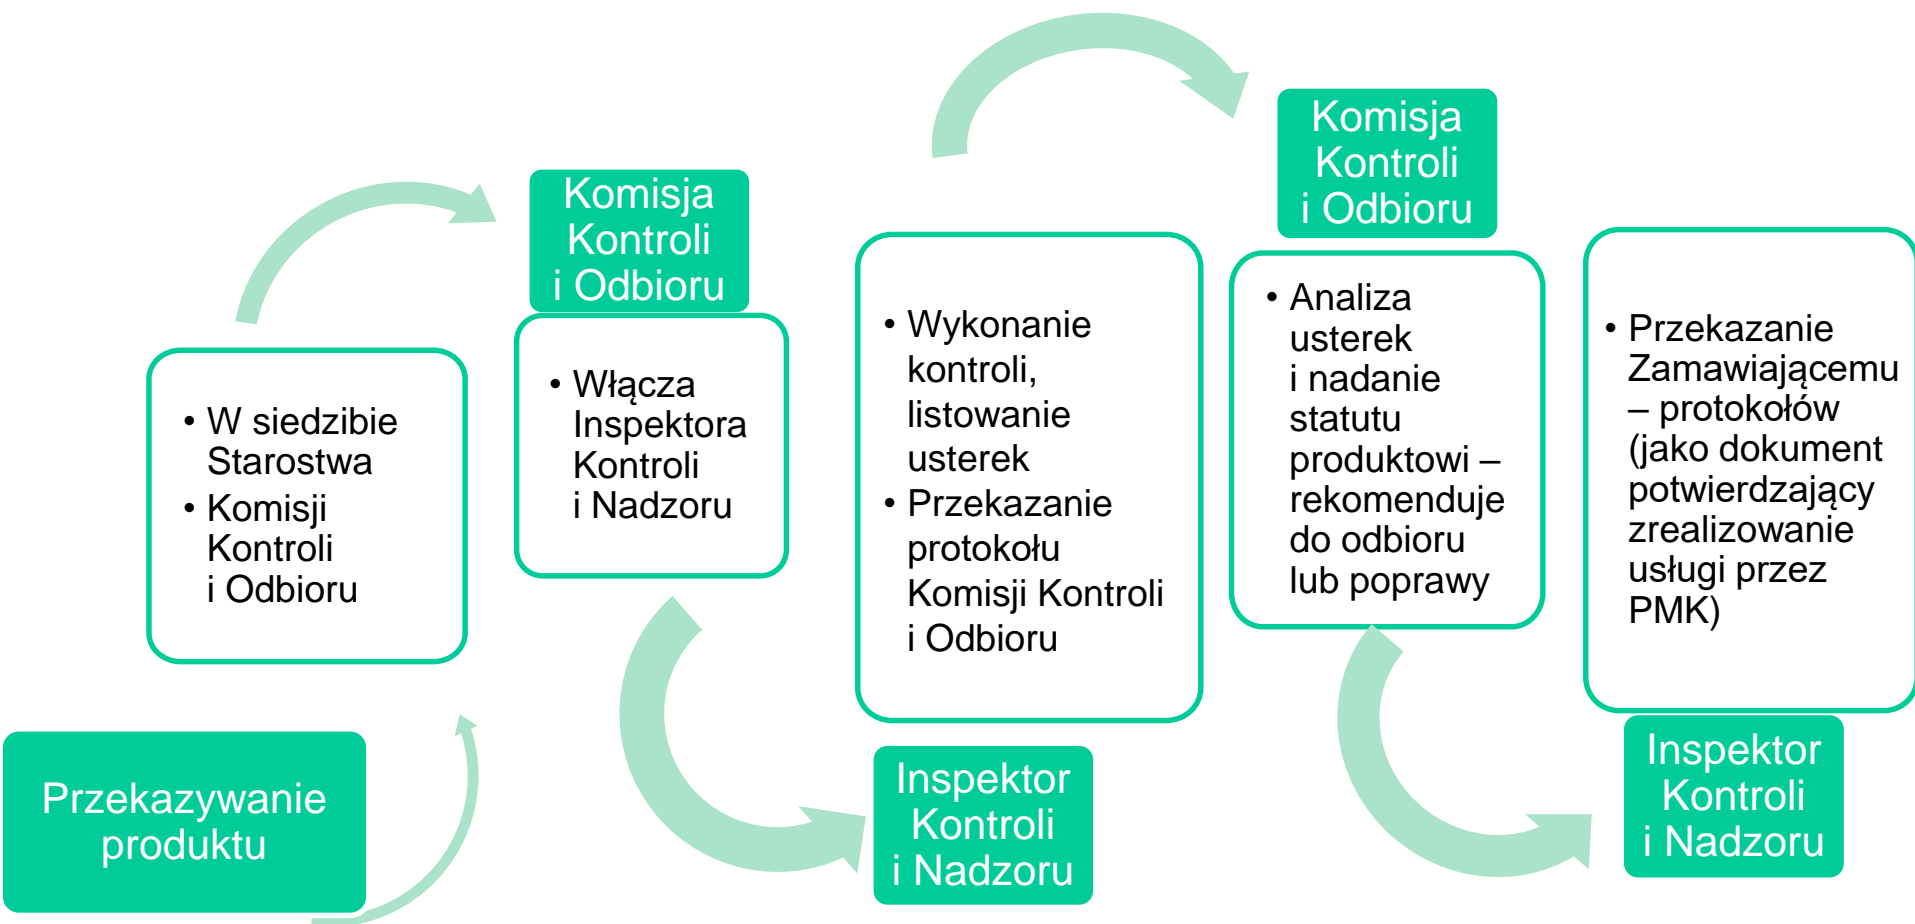 Przekazywanie
produktu
• W siedzibie
Starostwa
• Komisji
Kontroli
i Odbioru
Komisja
Kontroli
i Odbioru
• Włącza
Inspektora
Kontroli
i Nadzoru
• Wykonanie
kontroli,
listowanie
usterek
• Przekazanie
protokołu
Komisji Kontroli
i Odbioru
Inspektor
Kontroli
i Nadzoru
Komisja
Kontroli
i Odbioru
• Analiza
usterek
i nadanie
statutu
produktowi –
rekomenduje
do odbioru
lub poprawy
• Przekazanie
Zamawiającemu
– protokołów
(jako dokument
potwierdzający
zrealizowanie
usługi przez
PMK)
Inspektor
Kontroli
i Nadzoru